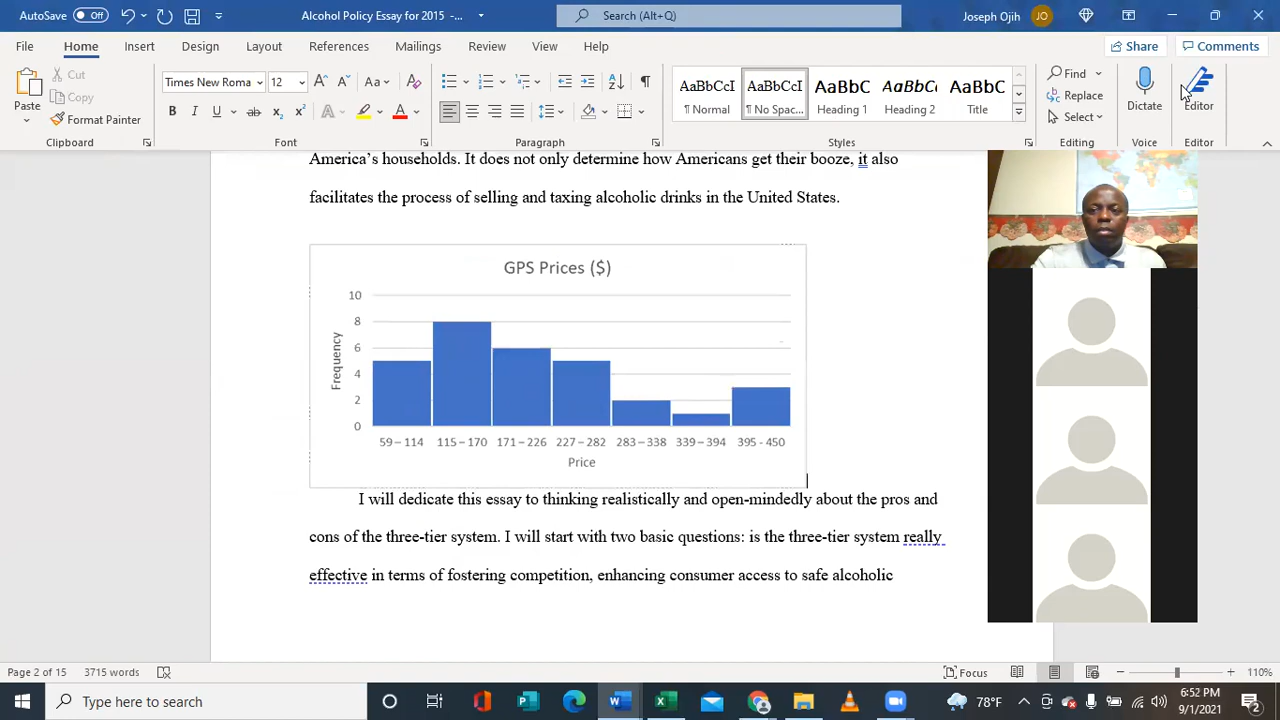 AutoSave Off
Alcohol Policy Essay for 2015 -...
Search (Alt+Q)
Joseph Ojih
JO
File Home Insert Design Layout References Mailings Review View Help
Share Comments
Paste
Cut
Copy
Format Painter
Clipboard
Times New Roma 12
Font
Paragraph
AaBbCcI AaBbCcI AaBbC AaBbC AaBbC
¶ Normal ¶ No Spac... Heading 1 Heading 2 Title
Styles
Find
Replace
Select
Editing
Dictate
Voice
Editor
Editor
America’s households. It does not only determine how Americans get their booze, it also
facilitates the process of selling and taxing alcoholic drinks in the United States.
GPS Prices ($)
Frequency
10
8
6
4
2
0
59 – 114 115 – 170 171 – 226 227 – 282 283 – 338 339 – 394 395 - 450
Price
I will dedicate this essay to thinking realistically and open-mindedly about the pros and
cons of the three-tier system. I will start with two basic questions: is the three-tier system really
effective in terms of fostering competition, enhancing consumer access to safe alcoholic
Page 2 of 15 3715 words
Focus
110%
Type here to search
78°F
6:52 PM
9/1/2021
2